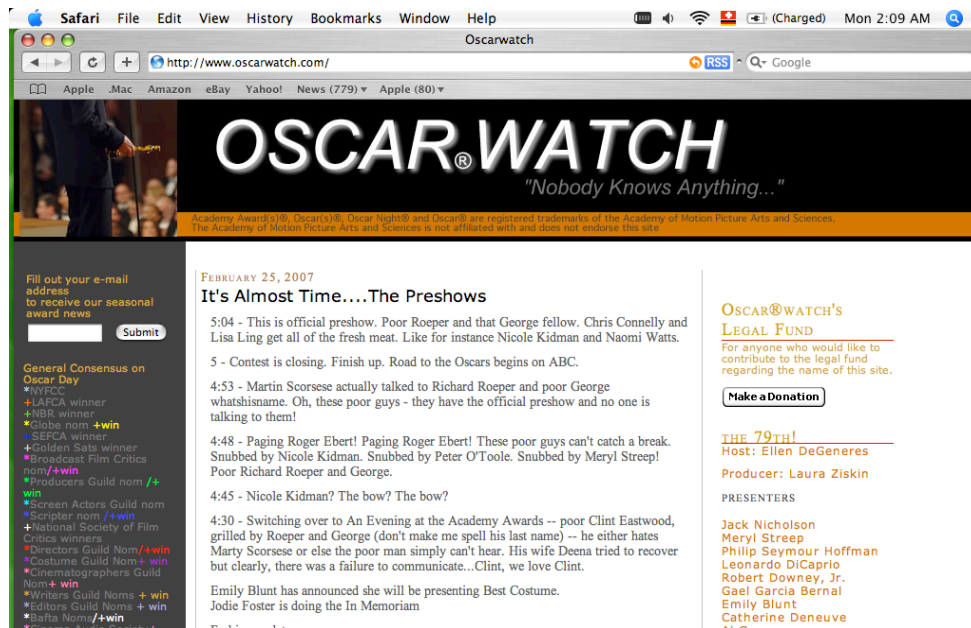 Safari File Edit View History Bookmarks Window Help (Charged) Mon 2:09 AM
Oscarwatch
http://www.oscarwatch.com/ RSS Google
Apple .Mac Amazon eBay Yahoo! News (779) Apple (80)
OSCAR®WATCH
"Nobody Knows Anything..."
Academy Award(s)®, Oscar(s)®, Oscar Night® and Oscar® are registered trademarks of the Academy of Motion Picture Arts and Sciences.
The Academy of Motion Picture Arts and Sciences is not affiliated with and does not endorse this site
Fill out your e-mail
address
to receive our seasonal
award news
Submit
General Consensus on
Oscar Day
*NYFCC
+LAFCA winner
+NBR winner
*Globe nom +win
+SEFCA winner
+Golden Sats winner
*Broadcast Film Critics
nom/+win
*Producers Guild nom /+
win
*Screen Actors Guild nom
*Scripter nom /+win
+National Society of Film
Critics winners
*Directors Guild Nom/+win
*Costume Guild Nom+ win
*Cinematographers Guild
Nom+ win
*Writers Guild Noms + win
*Editors Guild Noms + win
*Bafta Noms/+win
February 25, 2007
It's Almost Time....The Preshows
5:04 - This is official preshow. Poor Roeper and that George fellow. Chris Connelly and
Lisa Ling get all of the fresh meat. Like for instance Nicole Kidman and Naomi Watts.
5 - Contest is closing. Finish up. Road to the Oscars begins on ABC.
4:53 - Martin Scorsese actually talked to Richard Roeper and poor George
whatshisname. Oh, these poor guys - they have the official preshow and no one is
talking to them!
4:48 - Paging Roger Ebert! Paging Roger Ebert! These poor guys can't catch a break.
Snubbed by Nicole Kidman. Snubbed by Peter O'Toole. Snubbed by Meryl Streep!
Poor Richard Roeper and George.
4:45 - Nicole Kidman? The bow? The bow?
4:30 - Switching over to An Evening at the Academy Awards -- poor Clint Eastwood,
grilled by Roeper and George (don't make me spell his last name) -- he either hates
Marty Scorsese or else the poor man simply can't hear. His wife Deena tried to recover
but clearly, there was a failure to communicate...Clint, we love Clint.
Emily Blunt has announced she will be presenting Best Costume.
Jodie Foster is doing the In Memoriam
Oscar®watch's
Legal Fund
For anyone who would like to
contribute to the legal fund
regarding the name of this site.
Make a Donation
the 79th!
Host: Ellen DeGeneres
Producer: Laura Ziskin
PRESENTERS
Jack Nicholson
Meryl Streep
Philip Seymour Hoffman
Leonardo DiCaprio
Robert Downey, Jr.
Gael Garcia Bernal
Emily Blunt
Catherine Deneuve